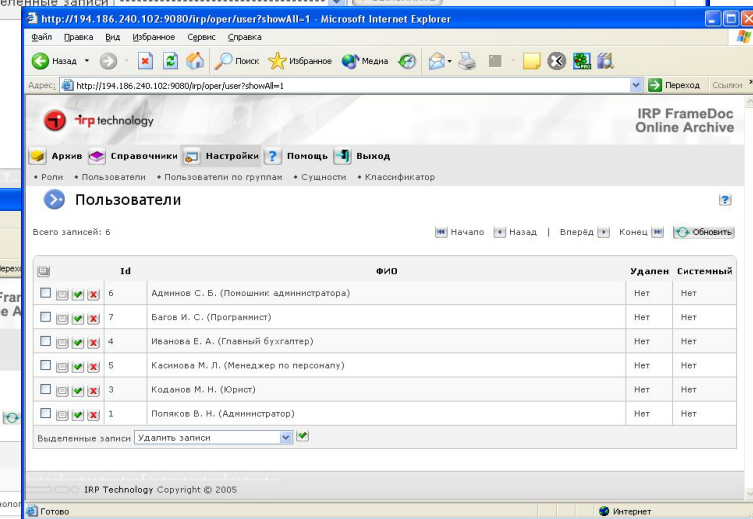 еленные записи
http://194.186.240.102:9080/irp/oper/user?showAll=1 - Microsoft Internet Explorer
Файл Правка Вид Избранное Сервис Справка
Назад Поиск Избранное Медиа
Адрес: http://194.186.240.102:9080/irp/oper/user?showAll=1 Переход Ссылки
irp technology
IRP FrameDoc
Online Archive
Архив Справочники Настройки Помощь Выход
• Роли • Пользователи • Пользователи по группам • Сущности • Классификатор
Пользователи
Всего записей: 6 Начало Назад | Вперёд Конец Обновить
Id ФИО Удален Системный
6 Админов С. Б. (Помошник администратора) Нет Нет
7 Багов И. С. (Программист) Нет Нет
4 Иванова Е. А. (Главный бухгалтер) Нет Нет
5 Касимова М. Л. (Менеджер по персоналу) Нет Нет
3 Коданов М. Н. (Юрист) Нет Нет
1 Поляков В. Н. (Администратор) Нет Нет
Выделенные записи Удалить записи
IRP Technology Copyright © 2005
Готово Интернет